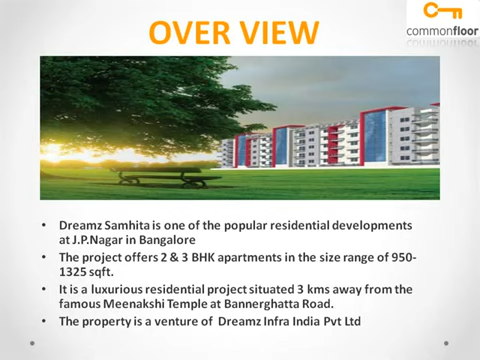 OVER VIEW
commonfloor
• Dreamz Samhita is one of the popular residential developments
at J.P.Nagar in Bangalore
• The project offers 2 & 3 BHK apartments in the size range of 950-
1325 sqft.
• It is a luxurious residential project situated 3 kms away from the
famous Meenakshi Temple at Bannerghatta Road.
• The property is a venture of Dreamz Infra India Pvt Ltd